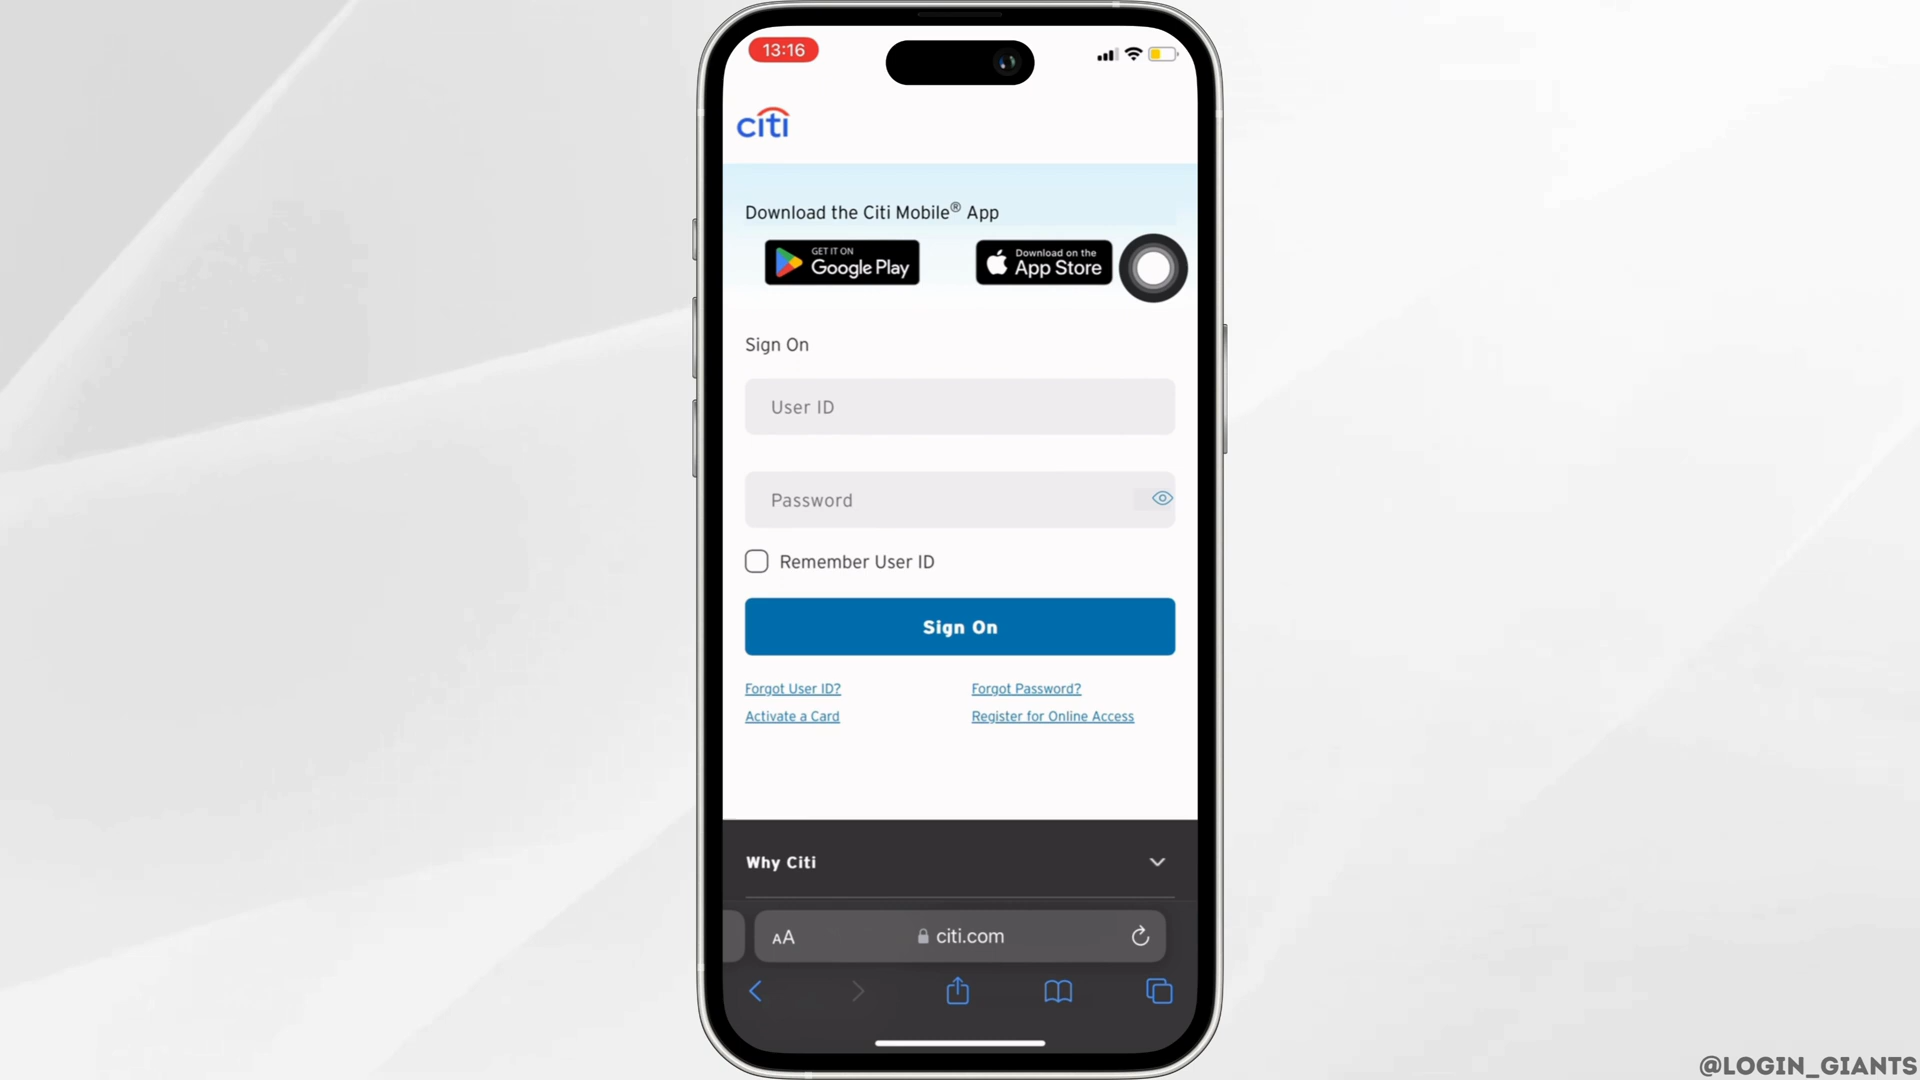 13:16
citi
Download the Citi Mobile® App
GET IT ON
Google Play
Download on the
App Store
Sign On
User ID
Password
Remember User ID
Sign On
Forgot User ID?
Forgot Password?
Activate a Card
Register for Online Access
Why Citi
AA
citi.com
@LOGIN_GIANTS